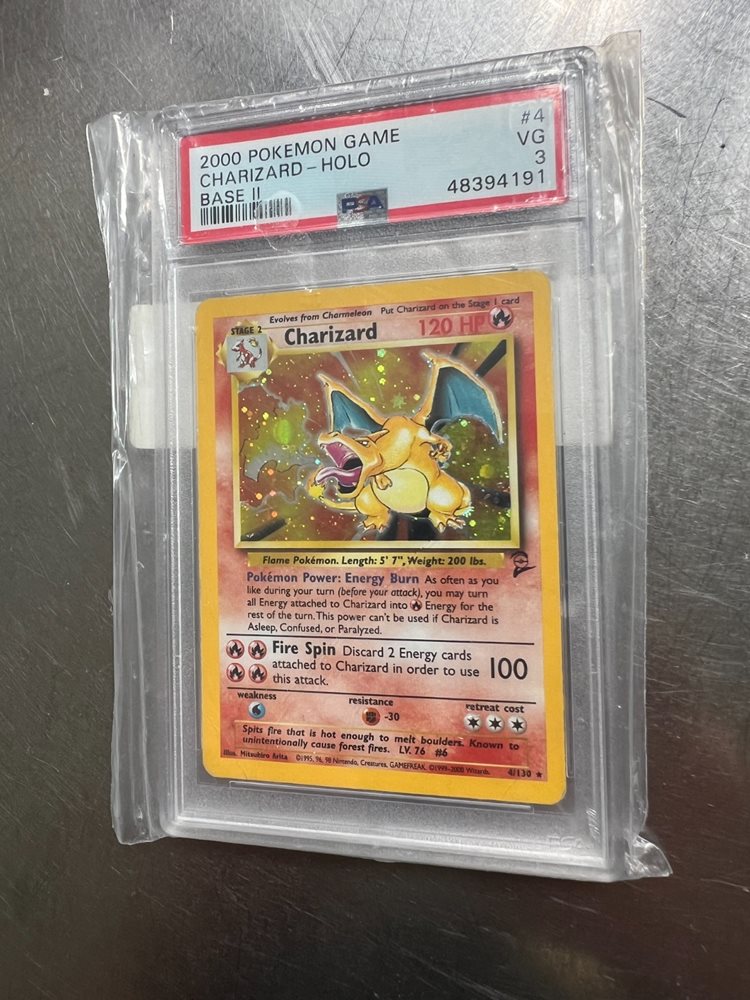 2000 POKEMON GAME #4
CHARIZARD - HOLO VG
BASE II 3
PSA 48394191
Evolves from Charmeleon Put Charizard on the Stage 1 card
STAGE 2 Charizard 120 HP
Flame Pokémon. Length: 5' 7", Weight: 200 lbs.
Pokémon Power: Energy Burn As often as you
like during your turn (before your attack), you may turn
all Energy attached to Charizard into Energy for the
rest of the turn. This power can't be used if Charizard is
Asleep, Confused, or Paralyzed.
Fire Spin Discard 2 Energy cards
attached to Charizard in order to use 100
this attack.
weakness resistance retreat cost
-30
Spits fire that is hot enough to melt boulders. Known to
unintentionally cause forest fires. LV. 76 #6
Illus. Mitsuhiro Arita ©1995, 96, 98 Nintendo, Creatures, GAMEFREAK. ©1999-2000 Wizards. 4/130